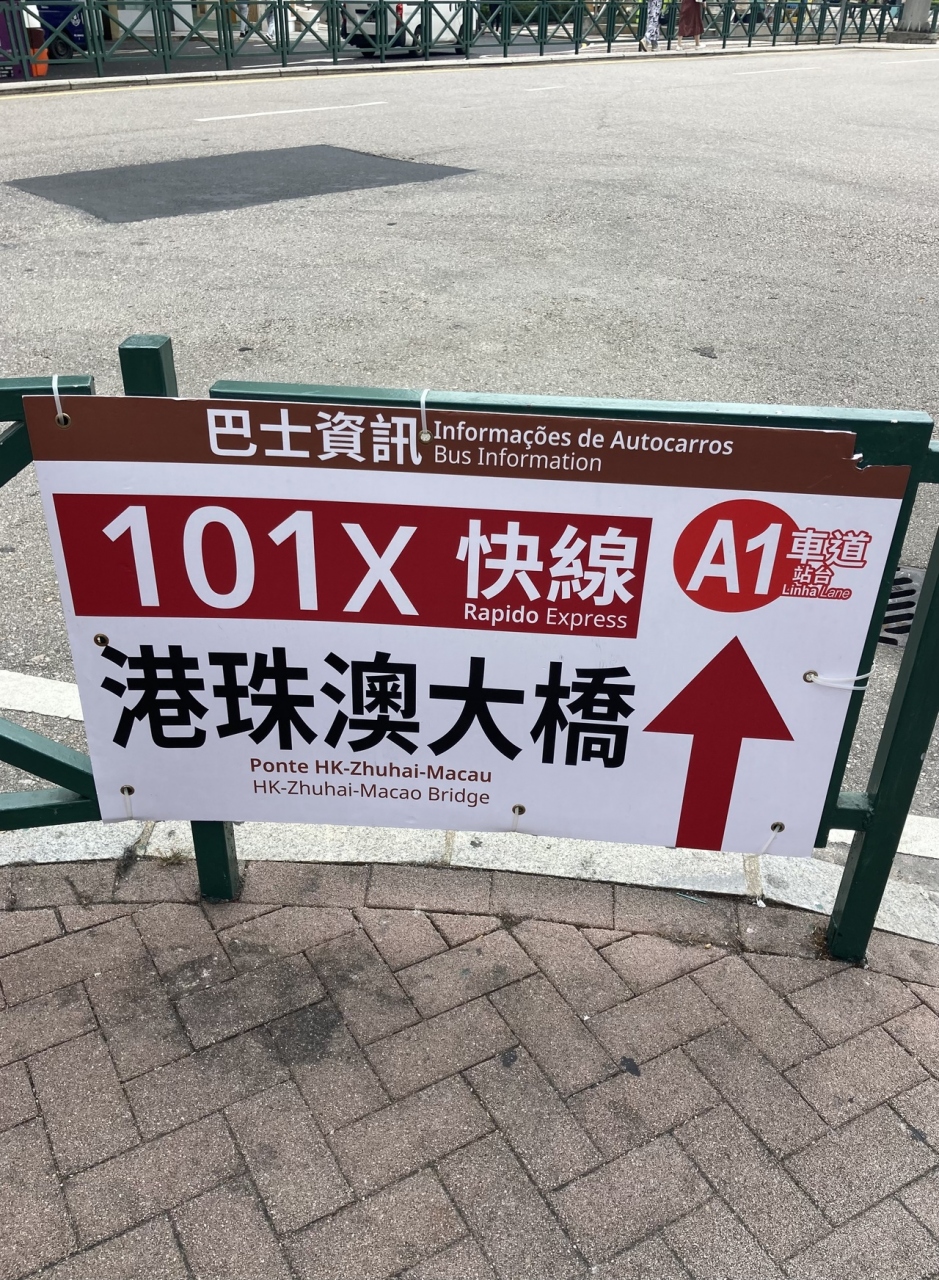 巴士資訊
Informações de Autocarros
Bus Information
101X 快線
Rapido Express
A1 車道
站台
Linha Lane
港珠澳大橋
Ponte HK-Zhuhai-Macau
HK-Zhuhai-Macao Bridge